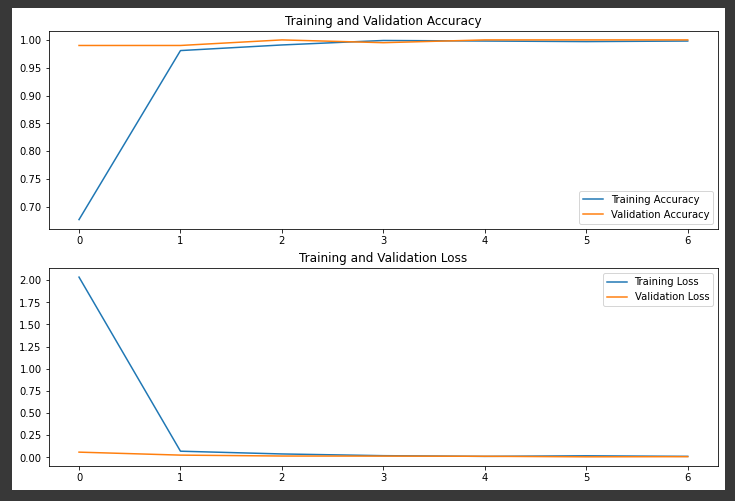 Training and Validation Accuracy
1.00
0.95
0.90
0.85
0.80
0.75
0.70
Training Accuracy
Validation Accuracy
0 1 2 3 4 5 6
Training and Validation Loss
2.00
1.75
1.50
1.25
1.00
0.75
0.50
0.25
0.00
Training Loss
Validation Loss
0 1 2 3 4 5 6